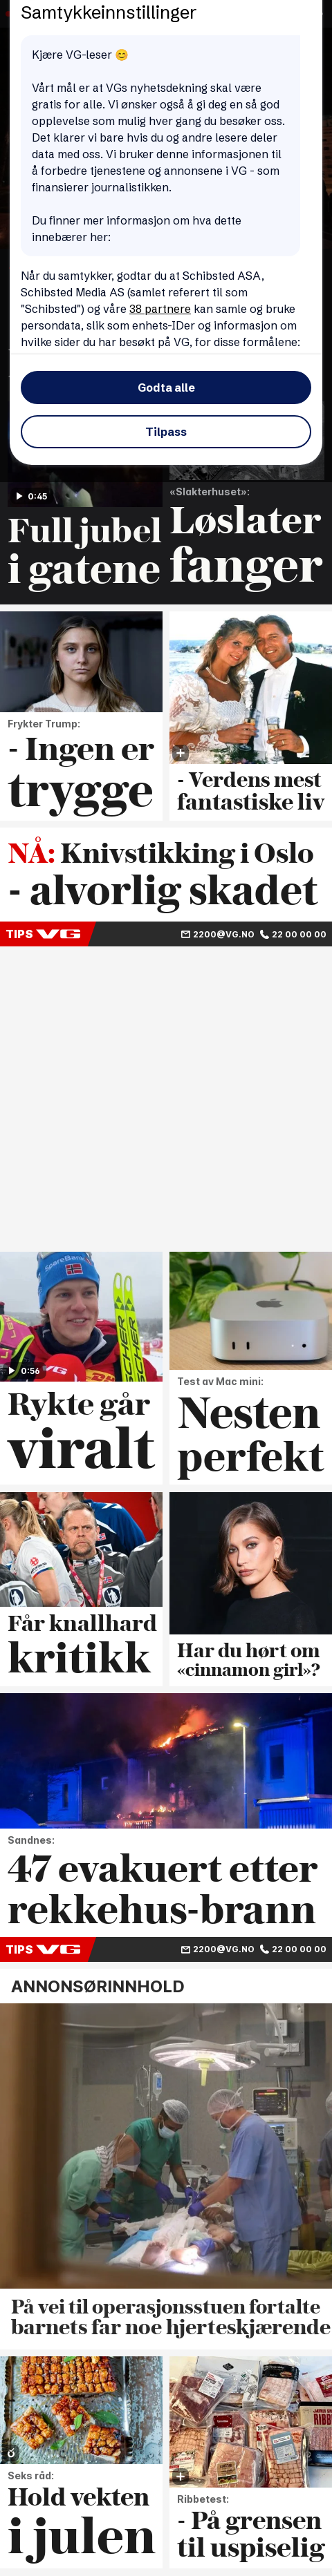 Samtykkeinnstillinger
Kjære VG-leser 😊
Vårt mål er at VGs nyhetsdekning skal være
gratis for alle. Vi ønsker også å gi deg en så god
opplevelse som mulig hver gang du besøker oss.
Det klarer vi bare hvis du og andre lesere deler
data med oss. Vi bruker denne informasjonen til
å forbedre tjenestene og annonsene i VG - som
finansierer journalistikken.
Du finner mer informasjon om hva dette
innebærer her:
Når du samtykker, godtar du at Schibsted ASA,
Schibsted Media AS (samlet referert til som
"Schibsted") og våre 38 partnere kan samle og bruke
persondata, slik som enhets-IDer og informasjon om
hvilke sider du har besøkt på VG, for disse formålene:
Godta alle
Tilpass
0:45
Full jubel
i gatene
«Slakterhuset»:
Løslater
fanger
Frykter Trump:
- Ingen er
trygge
- Verdens mest
fantastiske liv
NÅ: Knivstikking i Oslo
- alvorlig skadet
TIPS VG 2200@VG.NO 22 00 00 00
0:56
Rykte går
viralt
Test av Mac mini:
Nesten
perfekt
Får knallhard
kritikk
Har du hørt om
«cinnamon girl»?
Sandnes:
47 evakuert etter
rekkehus-brann
TIPS VG 2200@VG.NO 22 00 00 00
ANNONSØRINNHOLD
På vei til operasjonsstuen fortalte
barnets far noe hjerteskjærende
Seks råd:
Hold vekten
i julen
Ribbetest:
- På grensen
til uspiselig